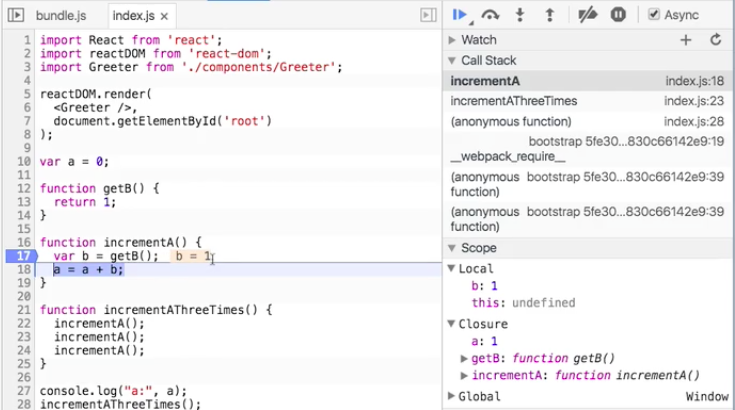 bundle.js
index.js ×
Async
1 import React from 'react';
2 import reactDOM from 'react-dom';
3 import Greeter from './components/Greeter';
4
5 reactDOM.render(
6 <Greeter />,
7 document.getElementById('root')
8 );
9
10 var a = 0;
11
12 function getB() {
13 return 1;
14 }
15
16 function incrementA() {
17 var b = getB(); b = 1
18 a = a + b;
19 }
20
21 function incrementAThreeTimes() {
22 incrementA();
23 incrementA();
24 incrementA();
25 }
26
27 console.log("a:", a);
28 incrementAThreeTimes();
Watch
Call Stack
incrementA index.js:18
incrementAThreeTimes index.js:23
(anonymous function) index.js:28
bootstrap 5fe30...830c66142e9:19
__webpack_require__
(anonymous bootstrap 5fe30...830c66142e9:39
function)
(anonymous bootstrap 5fe30...830c66142e9:39
function)
Scope
Local
b: 1
this: undefined
Closure
a: 1
getB: function getB()
incrementA: function incrementA()
Global Window